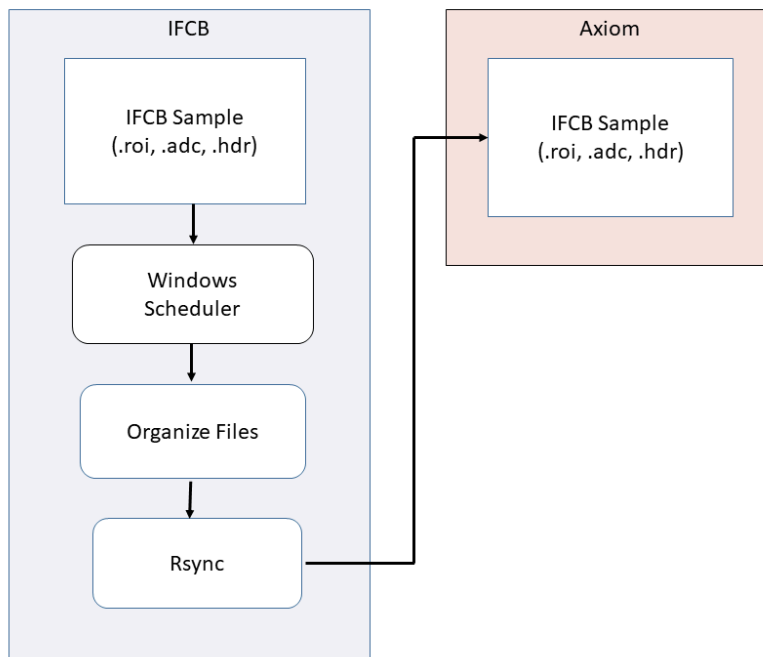 IFCB
IFCB Sample
(.roi, .adc, .hdr)
Windows
Scheduler
Organize Files
Rsync
Axiom
IFCB Sample
(.roi, .adc, .hdr)